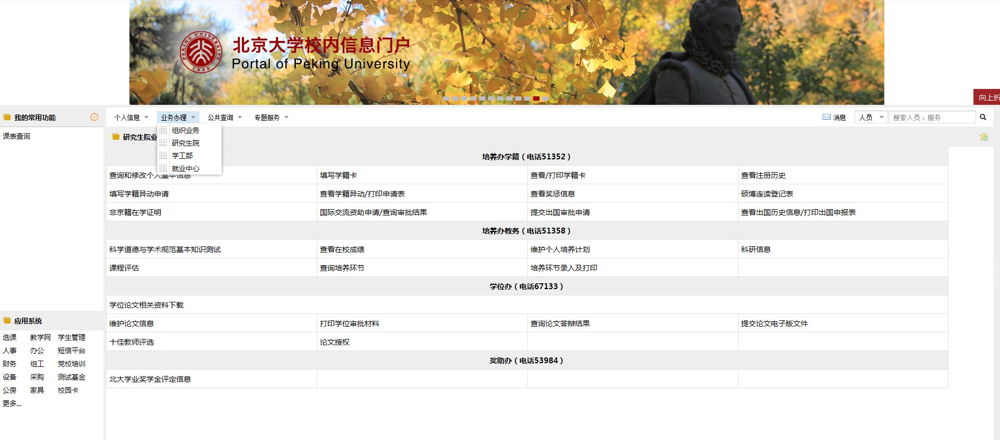 PEKING UNIVERSITY
1898
北京大学校内信息门户
Portal of Peking University
向上折
我的常用功能
课表查询
个人信息 业务办理 公共查询 专题服务
消息 人员 搜索人员、服务
组织业务
研究生院
学工部
就业中心
研究生院业
培养办学籍（电话51352）
查询和修改个人基本信息 填写学籍卡 查看/打印学籍卡 查看注册历史
填写学籍异动申请 查看学籍异动/打印申请表 查看奖惩信息 硕博连读登记表
非京籍在学证明 国际交流资助申请/查询审批结果 提交出国审批申请 查看出国历史信息/打印出国申报表
培养办教务（电话51358）
科学道德与学术规范基本知识测试 查看在校成绩 维护个人培养计划 科研信息
课程评估 查询培养环节 培养环节录入及打印
学位办（电话67133）
学位论文相关资料下载
维护论文信息 打印学位审批材料 查询论文答辩结果 提交论文电子版文件
十佳教师评选 论文授权
奖助办（电话53984）
北大学业奖学金评定信息
应用系统
选课 教学网 学生管理
人事 办公 短信平台
财务 组工 党校培训
设备 采购 测试基金
公房 家具 校园卡
更多...